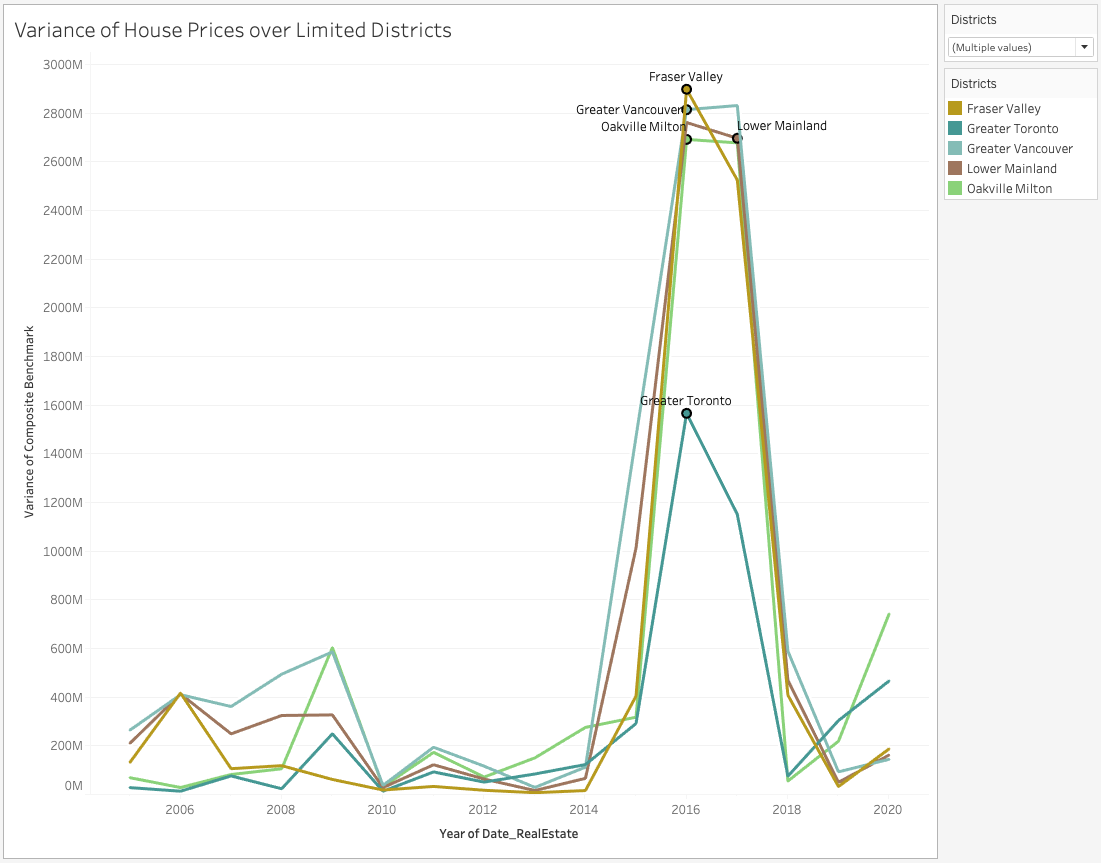 Variance of House Prices over Limited Districts
Districts
(Multiple values)
Districts
Fraser Valley
Greater Toronto
Greater Vancouver
Lower Mainland
Oakville Milton
Variance of Composite Benchmark
3000M
2800M
2600M
2400M
2200M
2000M
1800M
1600M
1400M
1200M
1000M
800M
600M
400M
200M
0M
Fraser Valley
Greater Vancouver
Oakville Milton
Lower Mainland
Greater Toronto
2006 2008 2010 2012 2014 2016 2018 2020
Year of Date_RealEstate